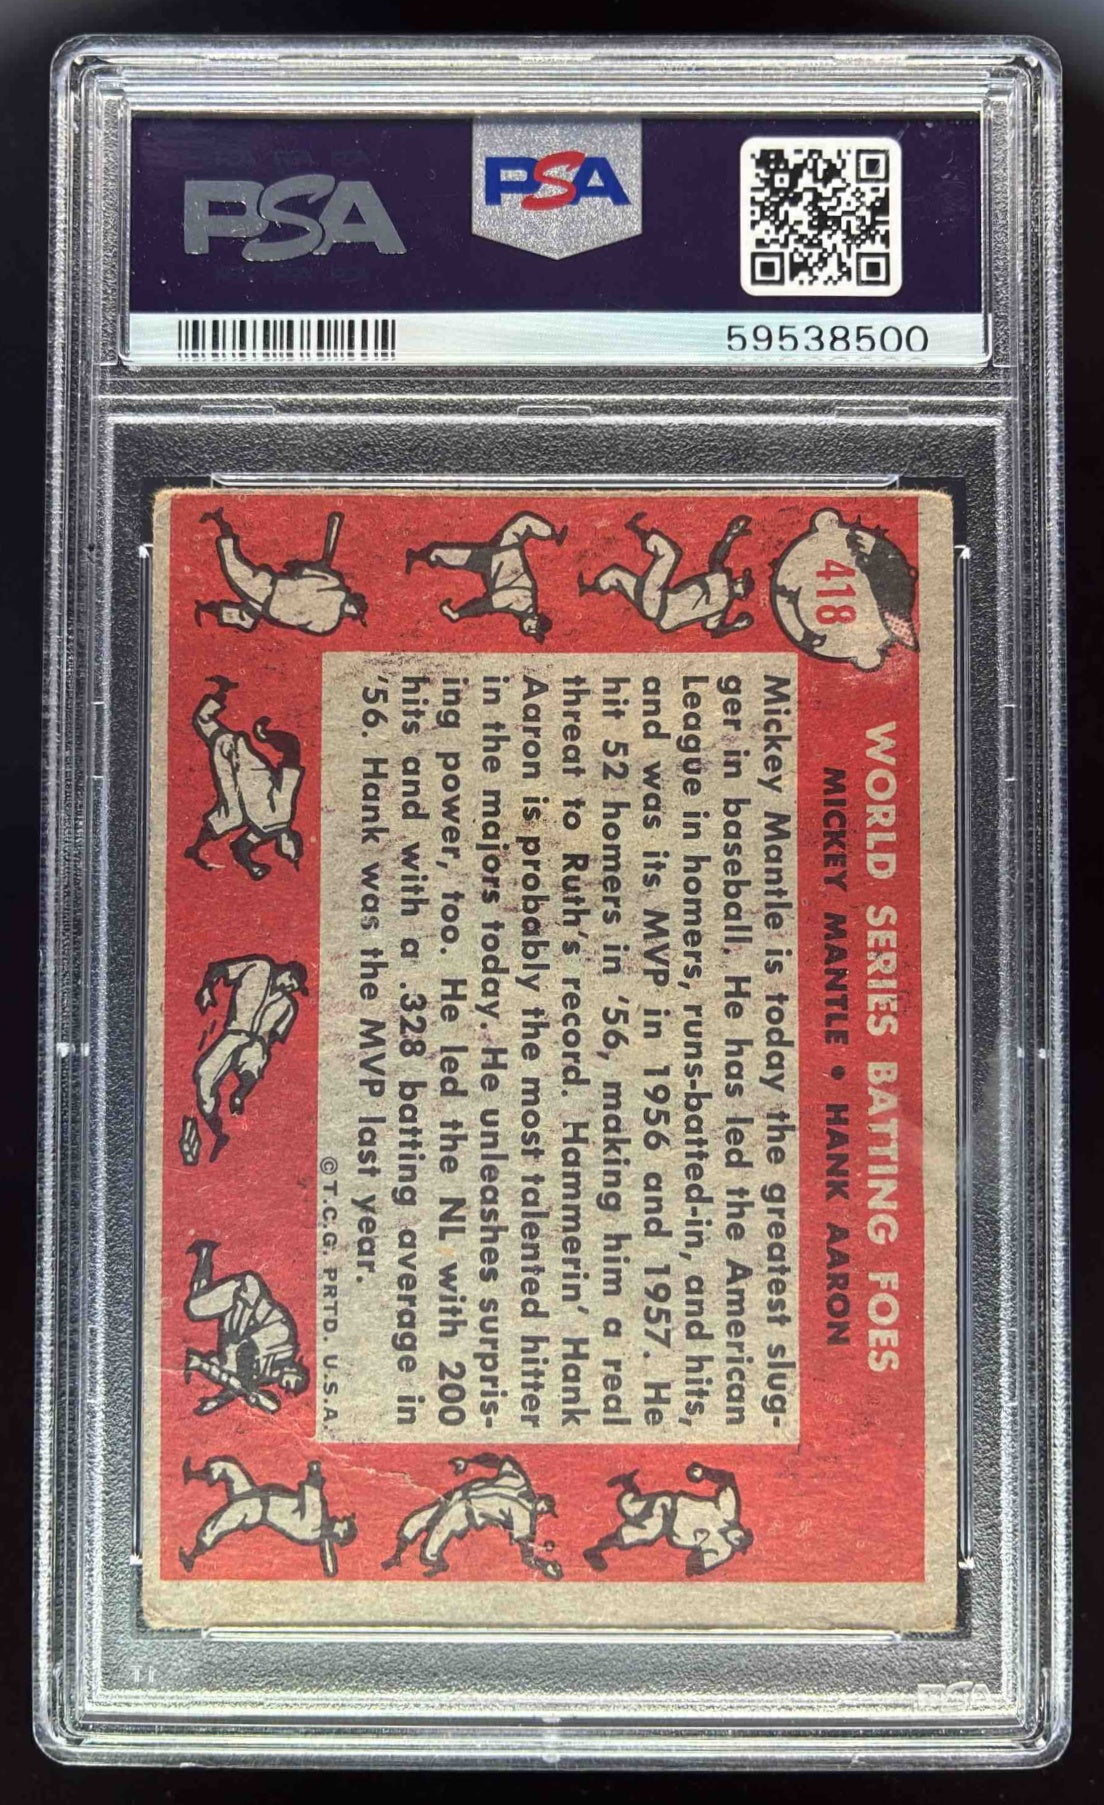 PSA
PSA
59538500
418
WORLD SERIES BATTING FOES
MICKEY MANTLE • HANK AARON
Mickey Mantle is today the greatest slug-
ger in baseball. He has led the American
League in homers, runs-batted-in, and hits,
and was its MVP in 1956 and 1957. He
hit 52 homers in '56, making him a real
threat to Ruth's record. Hammerin' Hank
Aaron is probably the most talented hitter
in the majors today. He unleashes surpris-
ing power, too. He led the NL with 200
hits and with a .328 batting average in
'56. Hank was the MVP last year.
©T.C.G. PRTD. U.S.A.
PSA